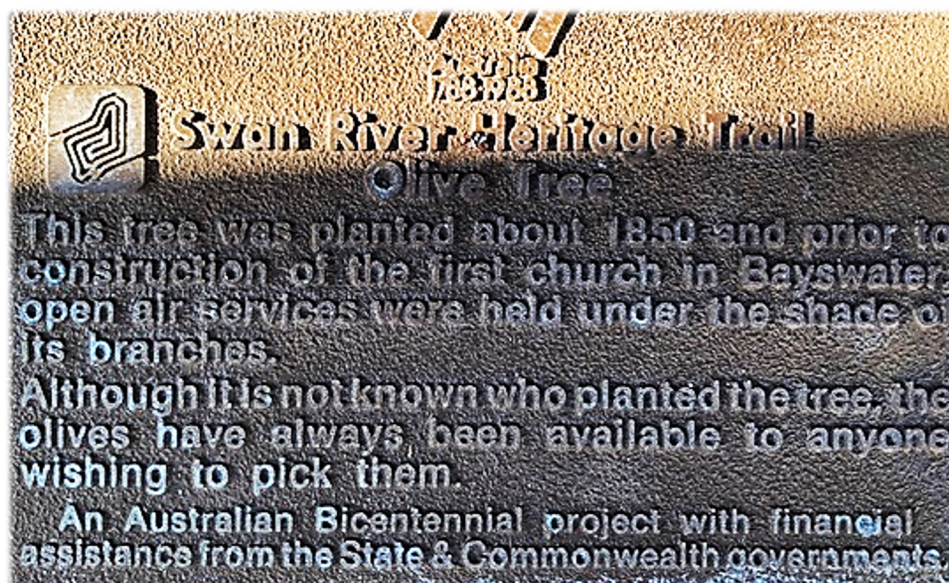 1788-1988
Swan River Heritage Trail
Olive Tree
This tree was planted about 1850 and prior to
construction of the first church in Bayswater
open air services were held under the shade of
its branches.
Although it is not known who planted the tree, the
olives have always been available to anyone
wishing to pick them.
An Australian Bicentennial project with financial
assistance from the State & Commonwealth governments